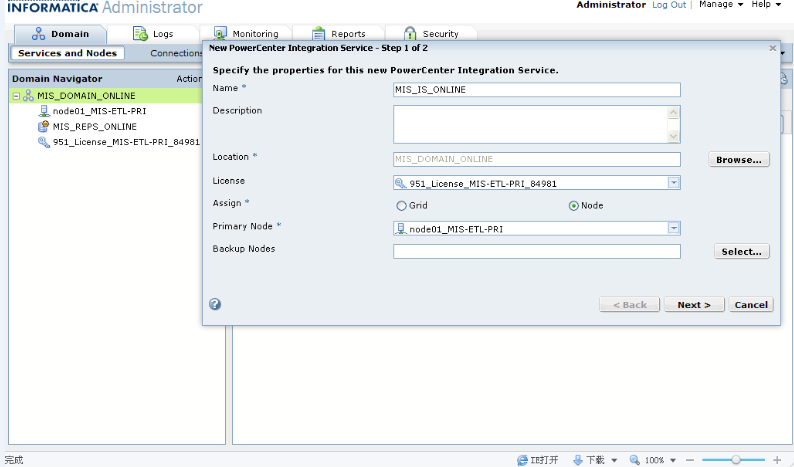 INFORMATICA Administrator
Administrator Log Out | Manage Help
Domain Logs Monitoring Reports Security
Services and Nodes Connections
New PowerCenter Integration Service - Step 1 of 2
Domain Navigator
Specify the properties for this new PowerCenter Integration Service.
MIS_DOMAIN_ONLINE
node01_MIS-ETL-PRI
MIS_REPS_ONLINE
951_License_MIS-ETL-PRI_84981
Name * MIS_IS_ONLINE
Description
Location * MIS_DOMAIN_ONLINE Browse...
License 951_License_MIS-ETL-PRI_84981
Assign * Grid Node
Primary Node * node01_MIS-ETL-PRI
Backup Nodes Select...
< Back Next > Cancel
完成 IE打开 下载 100%